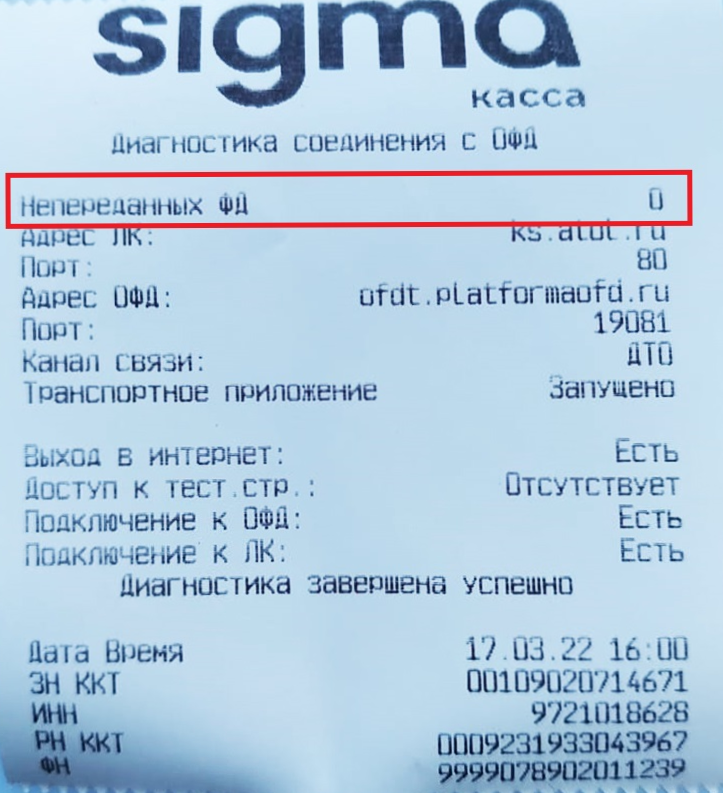 sigma
касса
Диагностика соединения с ОФД
Непереданных ФД 0
Адрес ЛК: ks.atol.ru
Порт: 80
Адрес ОФД: ofdt.platformaofd.ru
Порт: 19081
Канал связи: ДТО
Транспортное приложение Запущено
Выход в интернет: Есть
Доступ к тест.стр.: Отсутствует
Подключение к ОФД: Есть
Подключение к ЛК: Есть
Диагностика завершена успешно
Дата Время 17.03.22 16:00
ЗН ККТ 00109020714671
ИНН 9721018628
РН ККТ 0009231933043967
ФН 9999078902011239